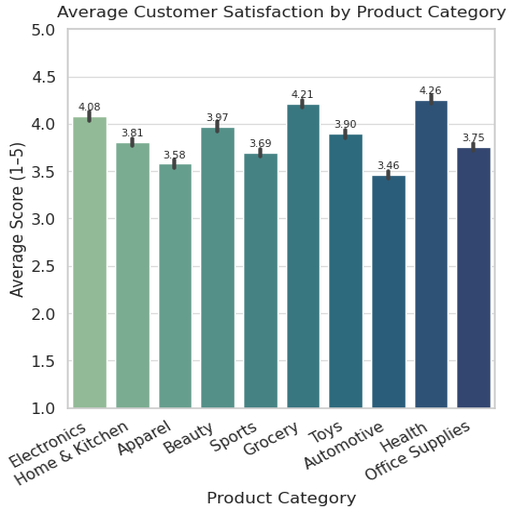 Average Customer Satisfaction by Product Category
Average Score (1–5)
5.0
4.5
4.0
3.5
3.0
2.5
2.0
1.5
1.0
4.08
3.81
3.58
3.97
3.69
4.21
3.90
3.46
4.26
3.75
Electronics
Home & Kitchen
Apparel
Beauty
Sports
Grocery
Toys
Automotive
Health
Office Supplies
Product Category